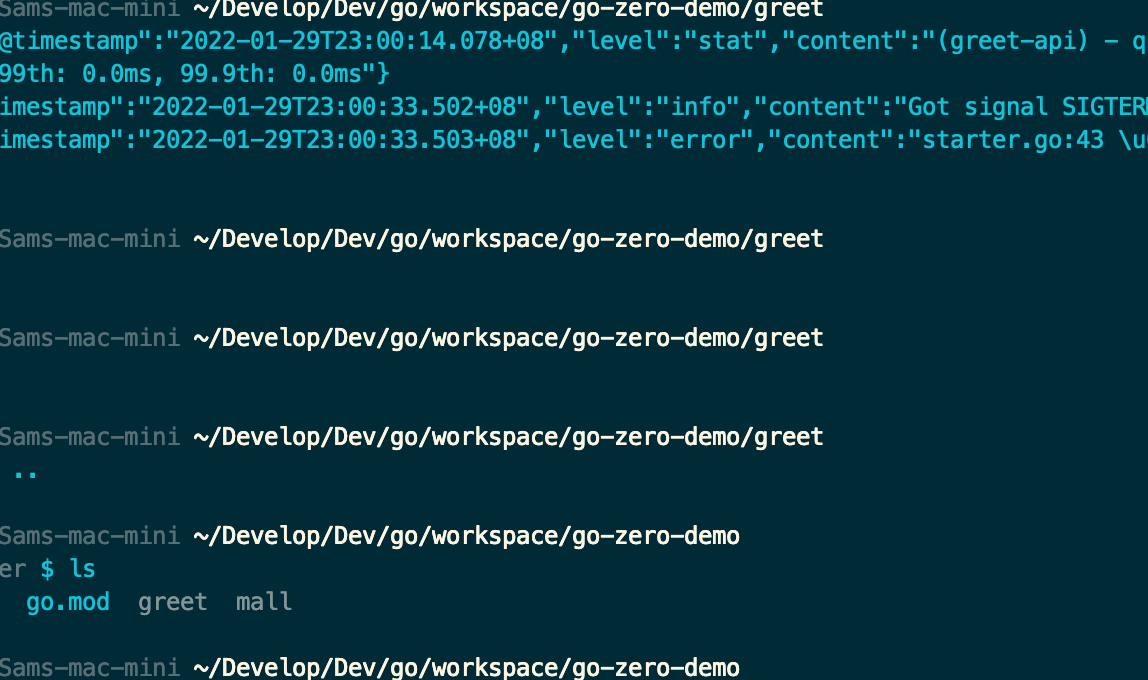 Sams-mac-mini ~/Develop/Dev/go/workspace/go-zero-demo/greet
@timestamp":"2022-01-29T23:00:14.078+08","level":"stat","content":"(greet-api) - q
99th: 0.0ms, 99.9th: 0.0ms"}
imestamp":"2022-01-29T23:00:33.502+08","level":"info","content":"Got signal SIGTER
imestamp":"2022-01-29T23:00:33.503+08","level":"error","content":"starter.go:43 \u
Sams-mac-mini ~/Develop/Dev/go/workspace/go-zero-demo/greet
Sams-mac-mini ~/Develop/Dev/go/workspace/go-zero-demo/greet
Sams-mac-mini ~/Develop/Dev/go/workspace/go-zero-demo/greet
..
Sams-mac-mini ~/Develop/Dev/go/workspace/go-zero-demo
er $ ls
go.mod greet mall
Sams-mac-mini ~/Develop/Dev/go/workspace/go-zero-demo